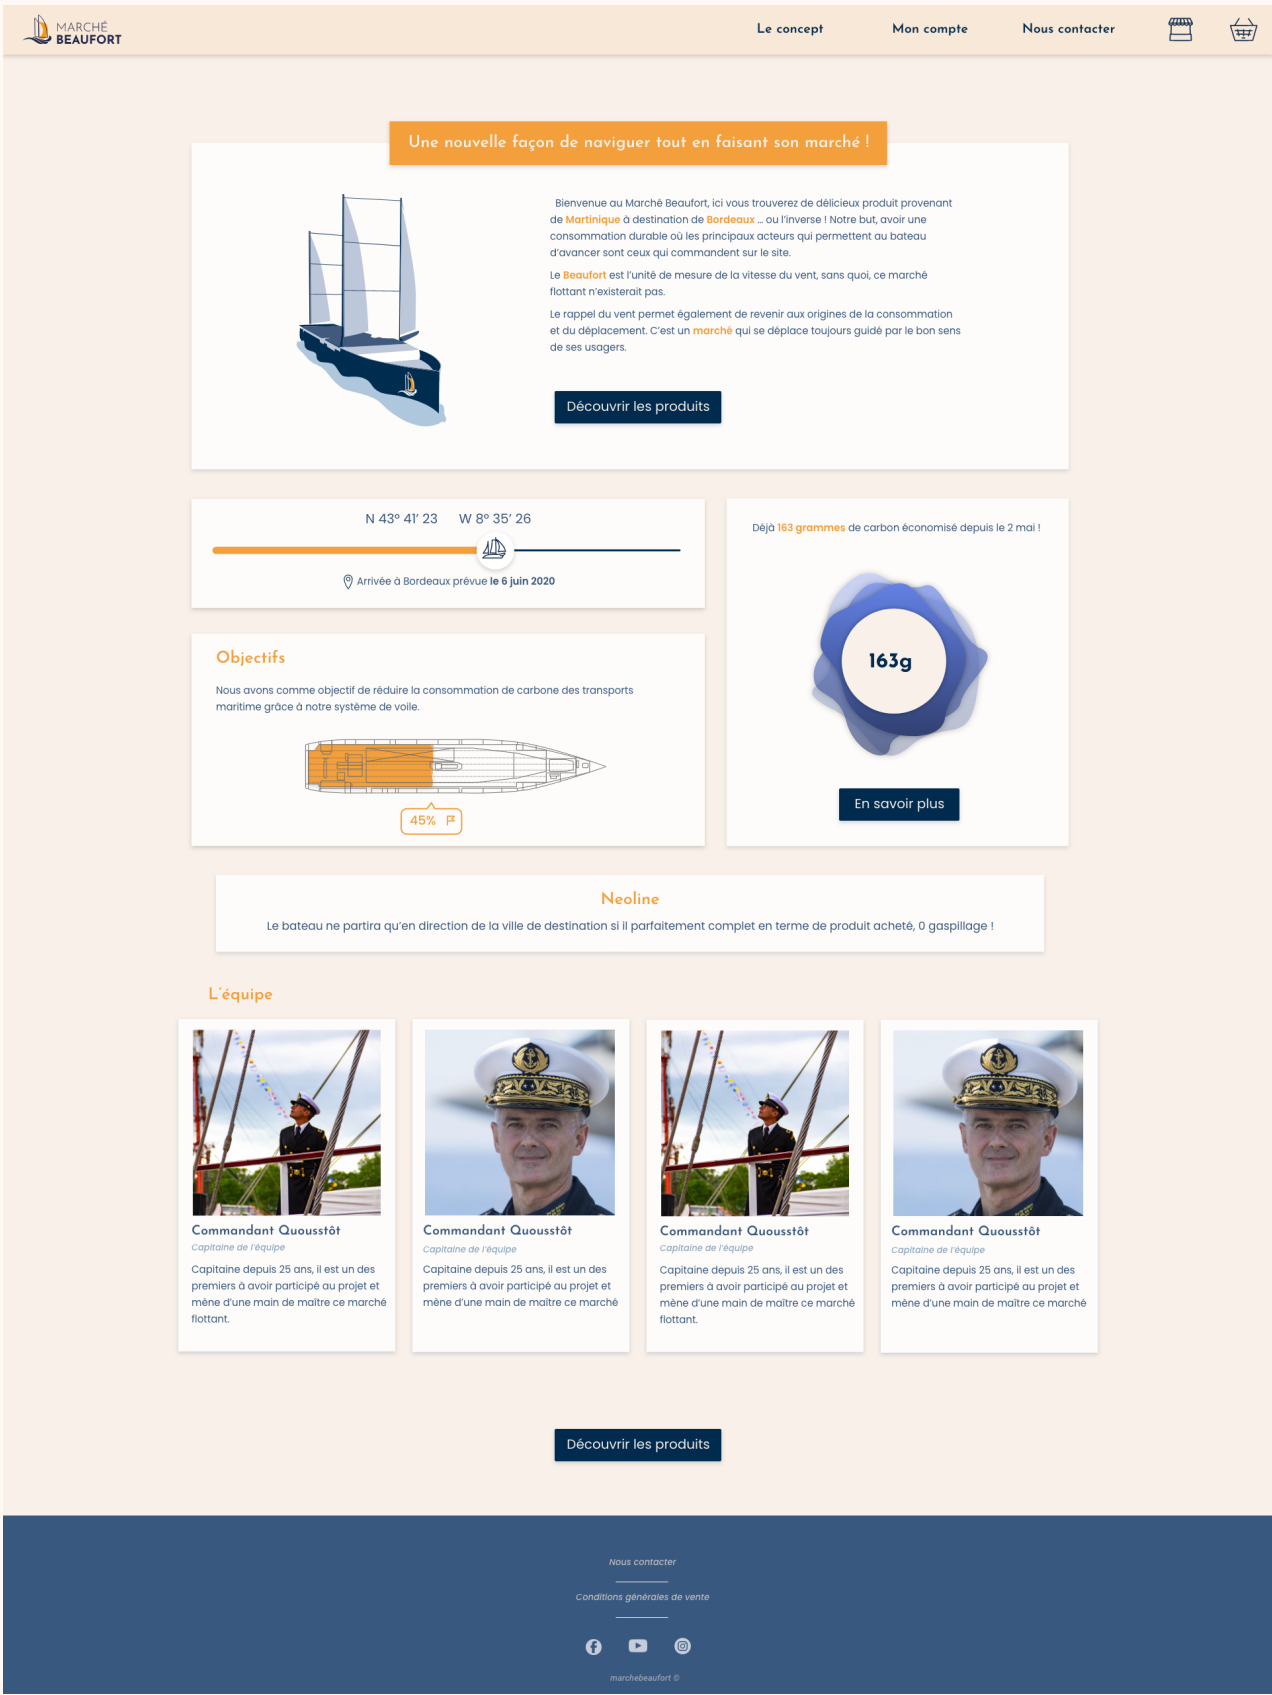 MARCHÉ
BEAUFORT
Le concept
Mon compte
Nous contacter
Une nouvelle façon de naviguer tout en faisant son marché !
Bienvenue au Marché Beaufort, ici vous trouverez de délicieux produit provenant
de Martinique à destination de Bordeaux ... ou l'inverse ! Notre but, avoir une
consommation durable où les principaux acteurs qui permettent au bateau
d'avancer sont ceux qui commandent sur le site.
Le Beaufort est l'unité de mesure de la vitesse du vent, sans quoi, ce marché
flottant n'existerait pas.
Le rappel du vent permet également de revenir aux origines de la consommation
et du déplacement. C'est un marché qui se déplace toujours guidé par le bon sens
de ses usagers.
Découvrir les produits
N 43° 41' 23 W 8° 35' 26
Arrivée à Bordeaux prévue le 6 juin 2020
Déjà 163 grammes de carbon économisé depuis le 2 mai !
163g
En savoir plus
Objectifs
Nous avons comme objectif de réduire la consommation de carbone des transports
maritime grâce à notre système de voile.
45%
Neoline
Le bateau ne partira qu'en direction de la ville de destination si il parfaitement complet en terme de produit acheté, 0 gaspillage !
L'équipe
Commandant Quousstôt
Capitaine de l'équipe
Capitaine depuis 25 ans, il est un des
premiers à avoir participé au projet et
mène d'une main de maître ce marché
flottant.
Commandant Quousstôt
Capitaine de l'équipe
Capitaine depuis 25 ans, il est un des
premiers à avoir participé au projet et
mène d'une main de maître ce marché
Commandant Quousstôt
Capitaine de l'équipe
Capitaine depuis 25 ans, il est un des
premiers à avoir participé au projet et
mène d'une main de maître ce marché
flottant.
Commandant Quousstôt
Capitaine de l'équipe
Capitaine depuis 25 ans, il est un des
premiers à avoir participé au projet et
mène d'une main de maître ce marché
Découvrir les produits
Nous contacter
Conditions générales de vente
marchebeaufort ©